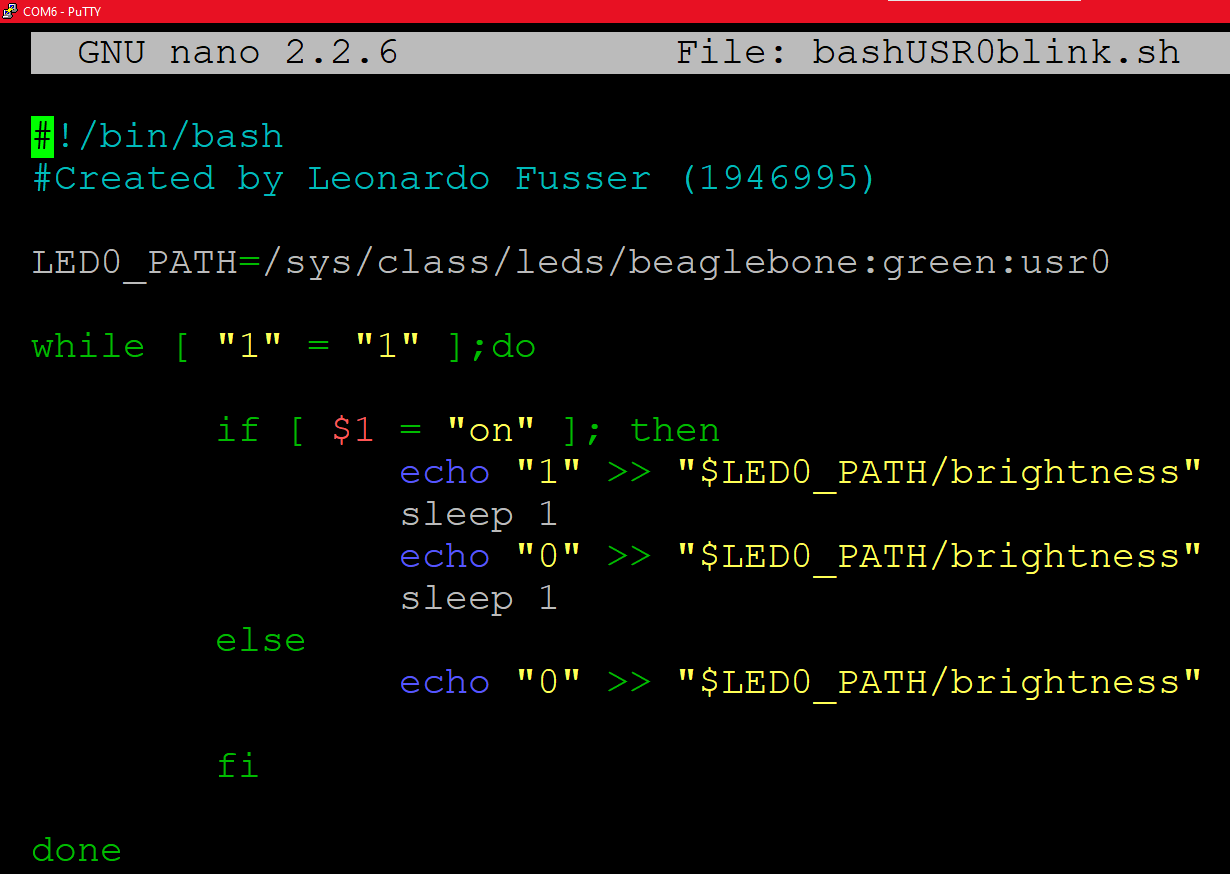 COM6 - PuTTY
GNU nano 2.2.6 File: bashUSR0blink.sh
#!/bin/bash
#Created by Leonardo Fusser (1946995)
LED0_PATH=/sys/class/leds/beaglebone:green:usr0
while [ "1" = "1" ];do
if [ $1 = "on" ]; then
echo "1" >> "$LED0_PATH/brightness"
sleep 1
echo "0" >> "$LED0_PATH/brightness"
sleep 1
else
echo "0" >> "$LED0_PATH/brightness"
fi
done